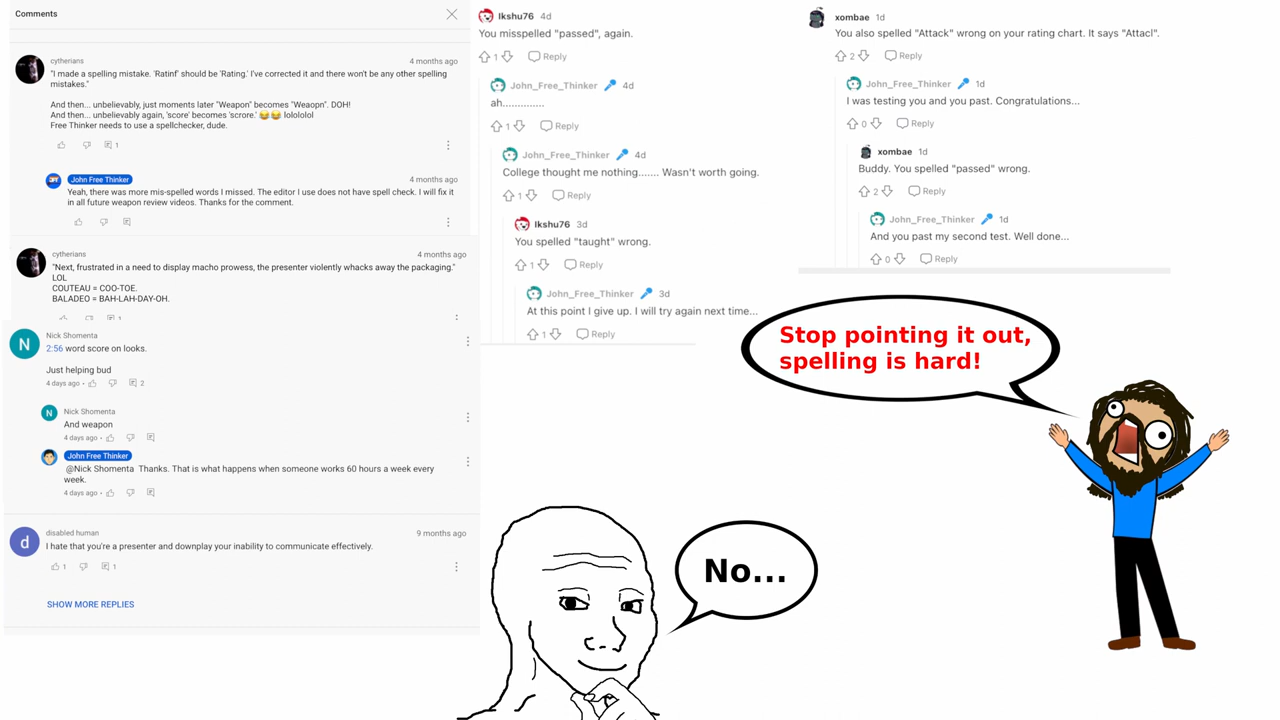 Comments
cytherians
4 months ago
"I made a spelling mistake. 'Ratinf' should be 'Rating.' I've corrected it and there won't be any other spelling
mistakes."
And then... unbelievably, just moments later "Weapon" becomes "Weaopn". DOH!
And then... unbelievably again, 'score' becomes 'scrore.' 😂😂 lolololol
Free Thinker needs to use a spellchecker, dude.
1
John Free Thinker
4 months ago
Yeah, there was more mis-spelled words I missed. The editor I use does not have spell check. I will fix it
in all future weapon review videos. Thanks for the comment.
cytherians
4 months ago
"Next, frustrated in a need to display macho prowess, the presenter violently whacks away the packaging."
LOL
COUTEAU = COO-TOE.
BALADEO = BAH-LAH-DAY-OH.
1
N
Nick Shomenta
2:56 word score on looks.
Just helping bud
4 days ago •
2
N
Nick Shomenta
And weapon
4 days ago •
John Free Thinker
@Nick Shomenta Thanks. That is what happens when someone works 60 hours a week every
week.
4 days ago •
d
disabled human
9 months ago
I hate that you're a presenter and downplay your inability to communicate effectively.
1
1
SHOW MORE REPLIES
lkshu76 4d
You misspelled "passed", again.
1 Reply
John_Free_Thinker 4d
ah.............
1 Reply
John_Free_Thinker 4d
College thought me nothing....... Wasn't worth going.
1 Reply
lkshu76 3d
You spelled "taught" wrong.
1 Reply
John_Free_Thinker 3d
At this point I give up. I will try again next time...
1 Reply
xombae 1d
You also spelled "Attack" wrong on your rating chart. It says "Attacl".
2 Reply
John_Free_Thinker 1d
I was testing you and you past. Congratulations...
0 Reply
xombae 1d
Buddy. You spelled "passed" wrong.
2 Reply
John_Free_Thinker 1d
And you past my second test. Well done...
0 Reply
Stop pointing it out,
spelling is hard!
No...